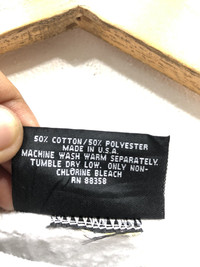 50% COTTON/50% POLYESTER
MADE IN U.S.A.
MACHINE WASH WARM SEPARATELY.
TUMBLE DRY LOW. ONLY NON-
CHLORINE BLEACH
RN 88358